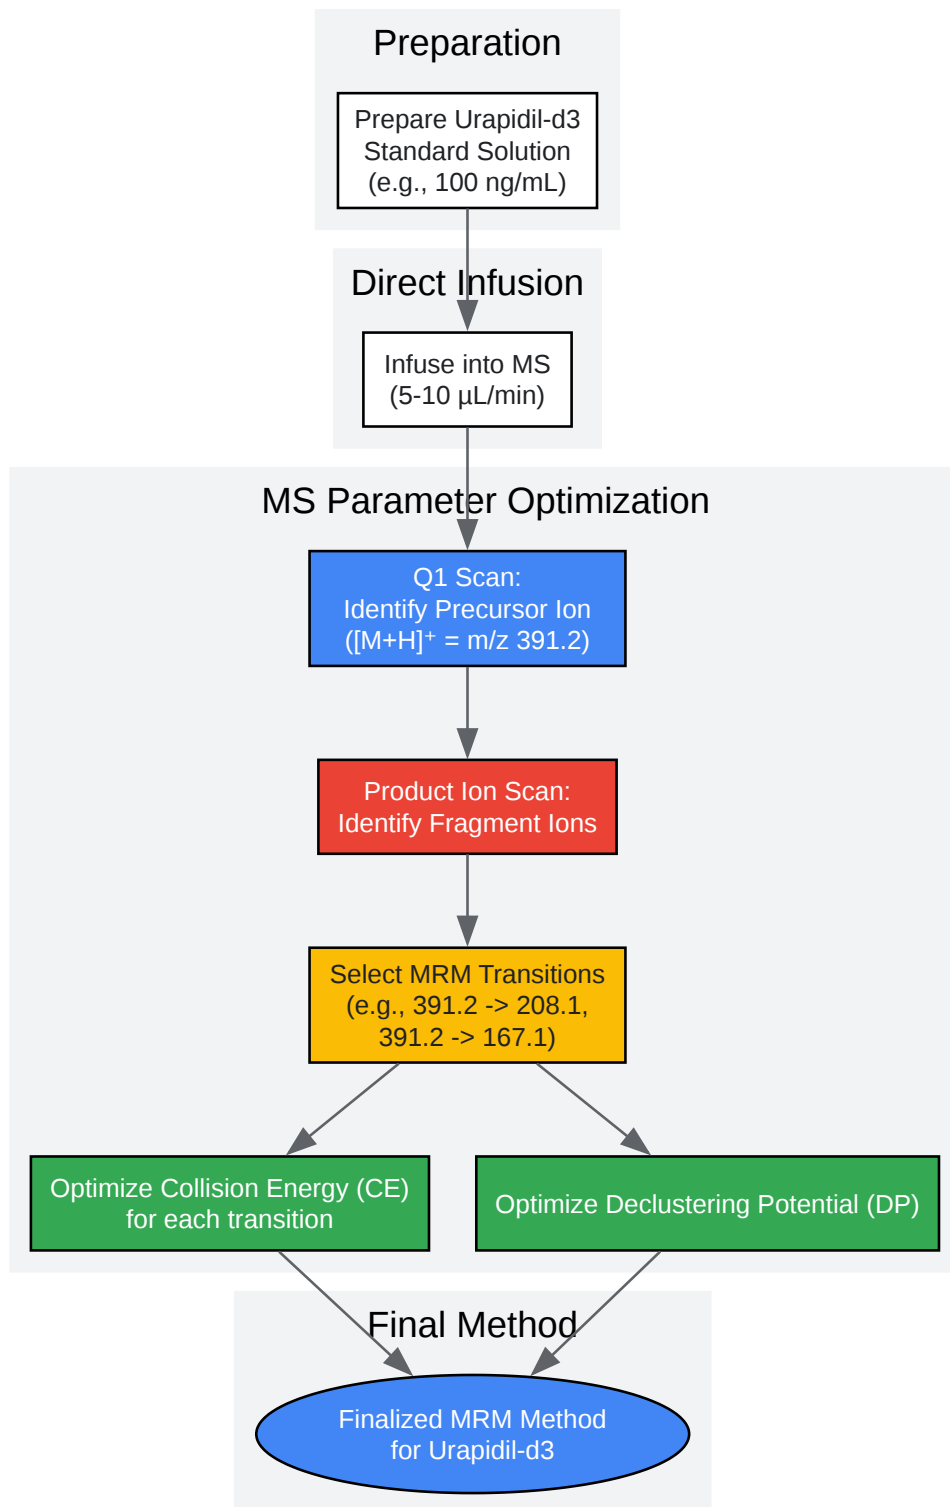 Preparation
Prepare Urapidil-d3
Standard Solution
(e.g., 100 ng/mL)
Direct Infusion
Infuse into MS
(5-10 µL/min)
MS Parameter Optimization
Q1 Scan:
Identify Precursor Ion
([M+H]⁺ = m/z 391.2)
Product Ion Scan:
Identify Fragment Ions
Select MRM Transitions
(e.g., 391.2 -> 208.1,
391.2 -> 167.1)
Optimize Collision Energy (CE)
for each transition
Optimize Declustering Potential (DP)
Final Method
Finalized MRM Method
for Urapidil-d3